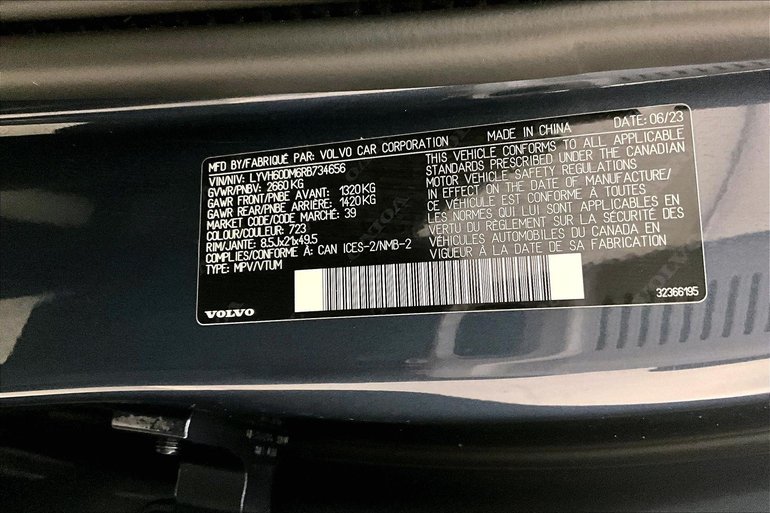 DATE: 06/23
MFD BY/FABRIQUÉ PAR: VOLVO CAR CORPORATION MADE IN CHINA
VIN/NIV: LYVH60DM6RB734656
GVWR/PNBV: 2660 KG
GAWR FRONT/PNBE AVANT: 1320 KG
GAWR REAR/PNBE ARRIÈRE: 1420 KG
MARKET CODE/CODE MARCHÉ: 39
COLOUR/COULEUR: 723
RIM/JANTE: 8.5Jx21x49.5
COMPLIES/CONFORME À: CAN ICES-2/NMB-2
TYPE: MPV/VTUM
THIS VEHICLE CONFORMS TO ALL APPLICABLE
STANDARDS PRESCRIBED UNDER THE CANADIAN
MOTOR VEHICLE SAFETY REGULATIONS
IN EFFECT ON THE DATE OF MANUFACTURE/
CE VÉHICULE EST CONFORME À TOUTES
LES NORMES QUI LUI SONT APPLICABLES EN
VERTU DU RÈGLEMENT SUR LA SÉCURITÉ DES
VÉHICULES AUTOMOBILES DU CANADA EN
VIGUEUR À LA DATE DE SA FABRICATION
32366195
VOLVO